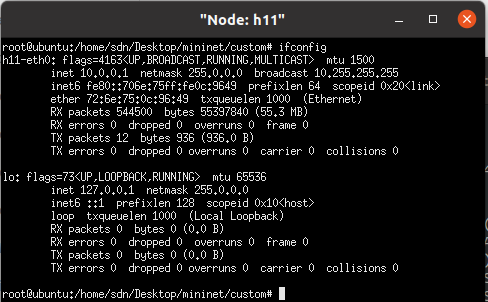 "Node: h11"
root@ubuntu:/home/sdn/Desktop/mininet/custom# ifconfig
h11-eth0: flags=4163<UP,BROADCAST,RUNNING,MULTICAST>  mtu 1500
inet 10.0.0.1  netmask 255.0.0.0  broadcast 10.255.255.255
inet6 fe80::706e:75ff:fe0c:9649  prefixlen 64  scopeid 0x20<link>
ether 72:6e:75:0c:96:49  txqueuelen 1000  (Ethernet)
RX packets 544500  bytes 55397840 (55.3 MB)
RX errors 0  dropped 0  overruns 0  frame 0
TX packets 12  bytes 936 (936.0 B)
TX errors 0  dropped 0 overruns 0  carrier 0  collisions 0
lo: flags=73<UP,LOOPBACK,RUNNING>  mtu 65536
inet 127.0.0.1  netmask 255.0.0.0
inet6 ::1  prefixlen 128  scopeid 0x10<host>
loop  txqueuelen 1000  (Local Loopback)
RX packets 0  bytes 0 (0.0 B)
RX errors 0  dropped 0  overruns 0  frame 0
TX packets 0  bytes 0 (0.0 B)
TX errors 0  dropped 0 overruns 0  carrier 0  collisions 0
root@ubuntu:/home/sdn/Desktop/mininet/custom#